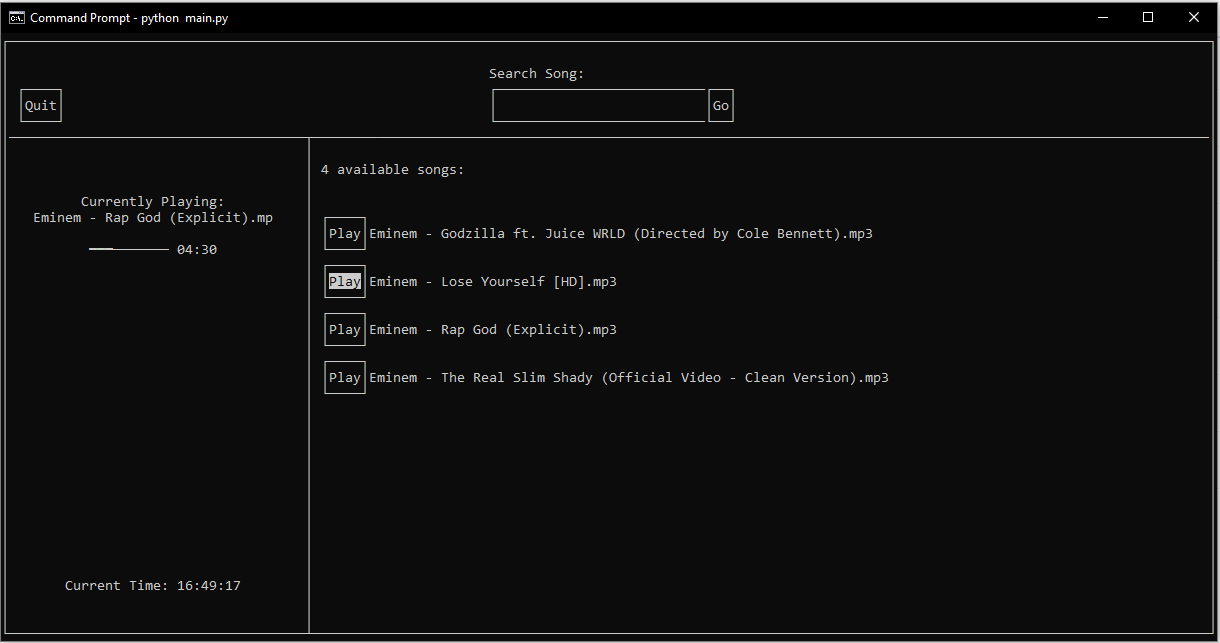 Command Prompt - python  main.py
Search Song:
Quit
Go
4 available songs:
Currently Playing:
Eminem - Rap God (Explicit).mp
04:30
Play Eminem - Godzilla ft. Juice WRLD (Directed by Cole Bennett).mp3
Play Eminem - Lose Yourself [HD].mp3
Play Eminem - Rap God (Explicit).mp3
Play Eminem - The Real Slim Shady (Official Video - Clean Version).mp3
Current Time: 16:49:17